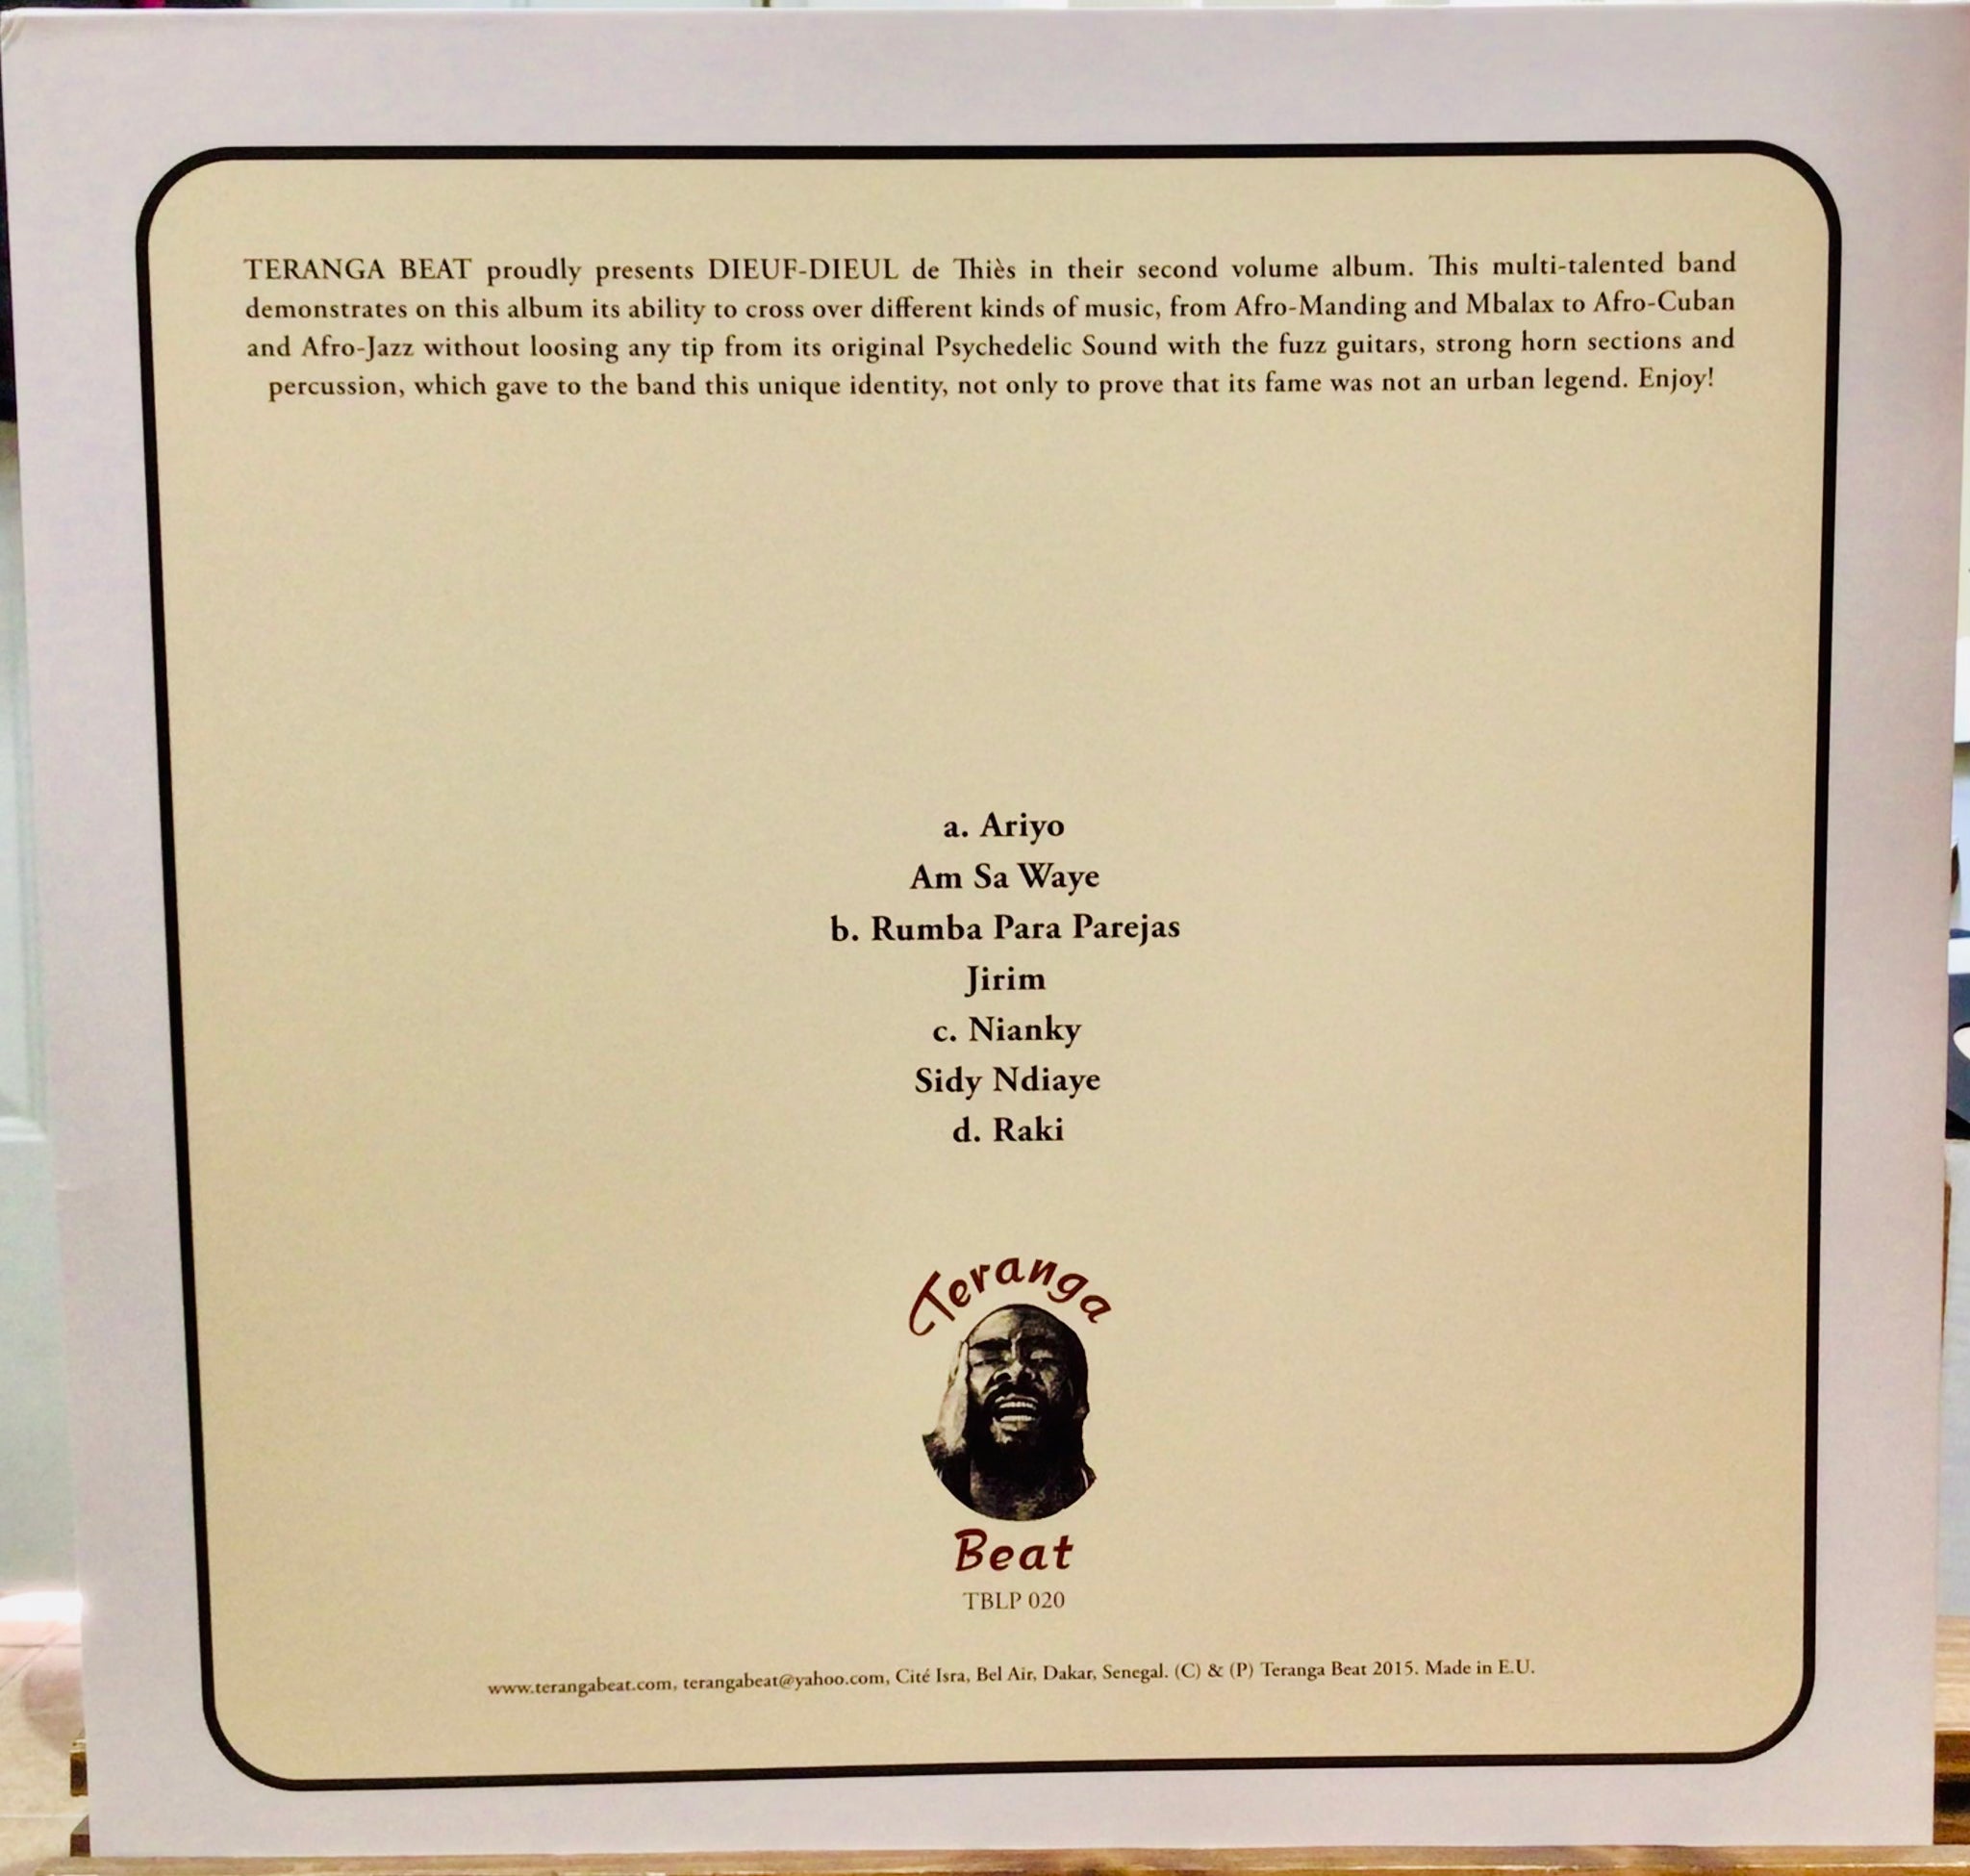 TERANGA BEAT proudly presents DIEUF-DIEUL de Thiès in their second volume album. This multi-talented band
demonstrates on this album its ability to cross over different kinds of music, from Afro-Manding and Mbalax to Afro-Cuban
and Afro-Jazz without loosing any tip from its original Psychedelic Sound with the fuzz guitars, strong horn sections and
percussion, which gave to the band this unique identity, not only to prove that its fame was not an urban legend. Enjoy!
a. Ariyo
Am Sa Waye
b. Rumba Para Parejas
Jirim
c. Nianky
Sidy Ndiaye
d. Raki
Teranga
Beat
TBLP 020
www.terangabeat.com, terangabeat@yahoo.com, Cité Isra, Bel Air, Dakar, Senegal. (C) & (P) Teranga Beat 2015. Made in E.U.